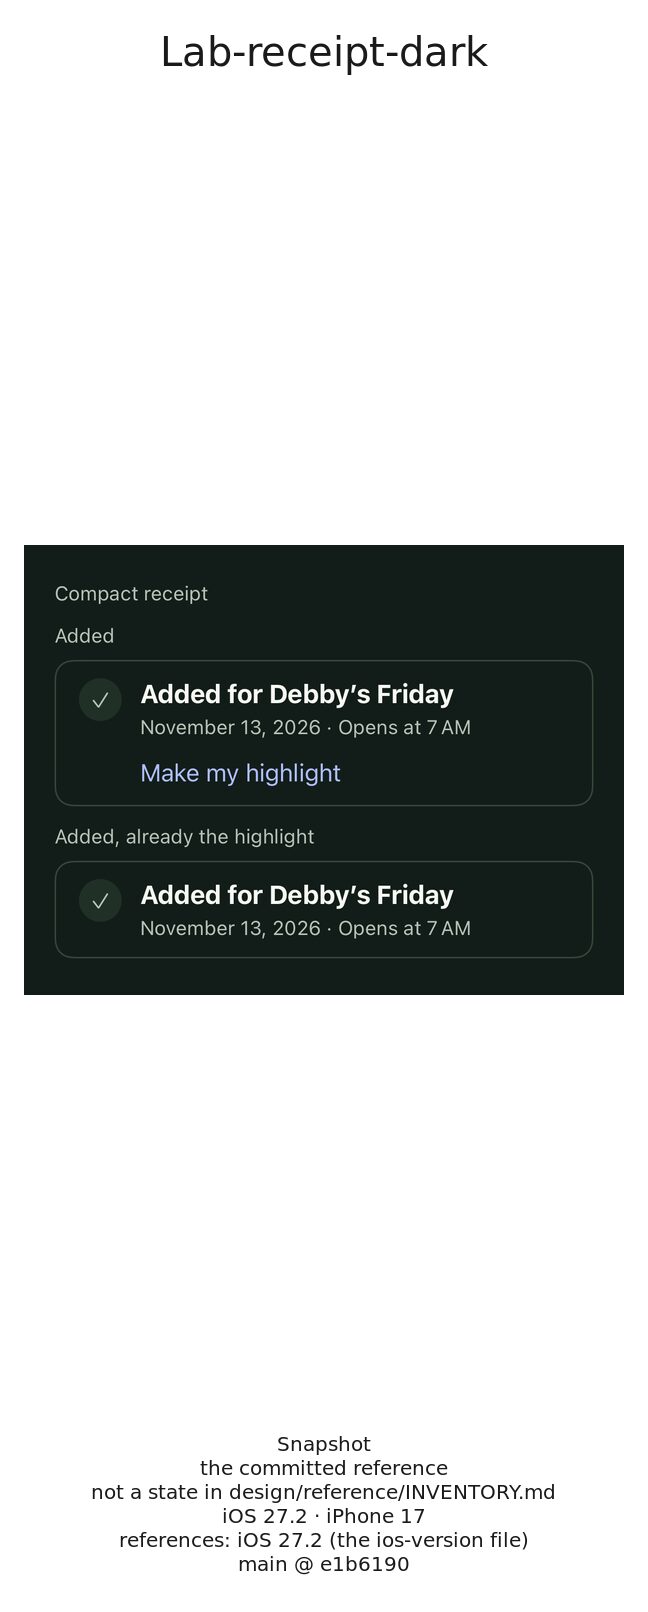 Lab-receipt-dark
Compact receipt
Added
Added for Debby’s Friday
November 13, 2026 · Opens at 7 AM
Make my highlight
Added, already the highlight
Added for Debby’s Friday
November 13, 2026 · Opens at 7 AM
Snapshot
the committed reference
not a state in design/reference/INVENTORY.md
iOS 27.2 · iPhone 17
references: iOS 27.2 (the ios-version file)
main @ e1b6190